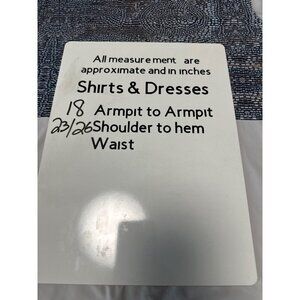 All measurement are
approximate and in inches
Shirts & Dresses
18 Armpit to Armpit
23/26 Shoulder to hem
Waist